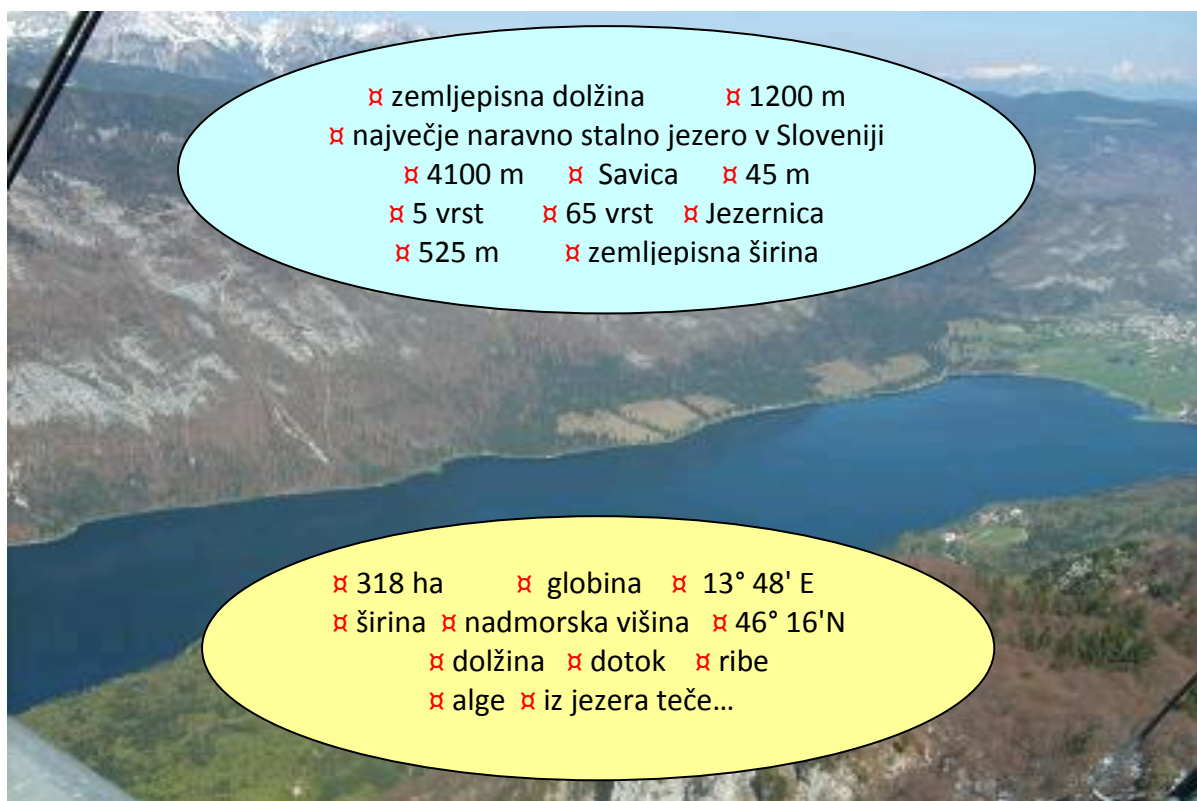 ¤ zemljepisna dolžina ¤ 1200 m
¤ največje naravno stalno jezero v Sloveniji
¤ 4100 m ¤ Savica ¤ 45 m
¤ 5 vrst ¤ 65 vrst ¤ Jezernica
¤ 525 m ¤ zemljepisna širina
¤ 318 ha ¤ globina ¤ 13° 48' E
¤ širina ¤ nadmorska višina ¤ 46° 16'N
¤ dolžina ¤ dotok ¤ ribe
¤ alge ¤ iz jezera teče…